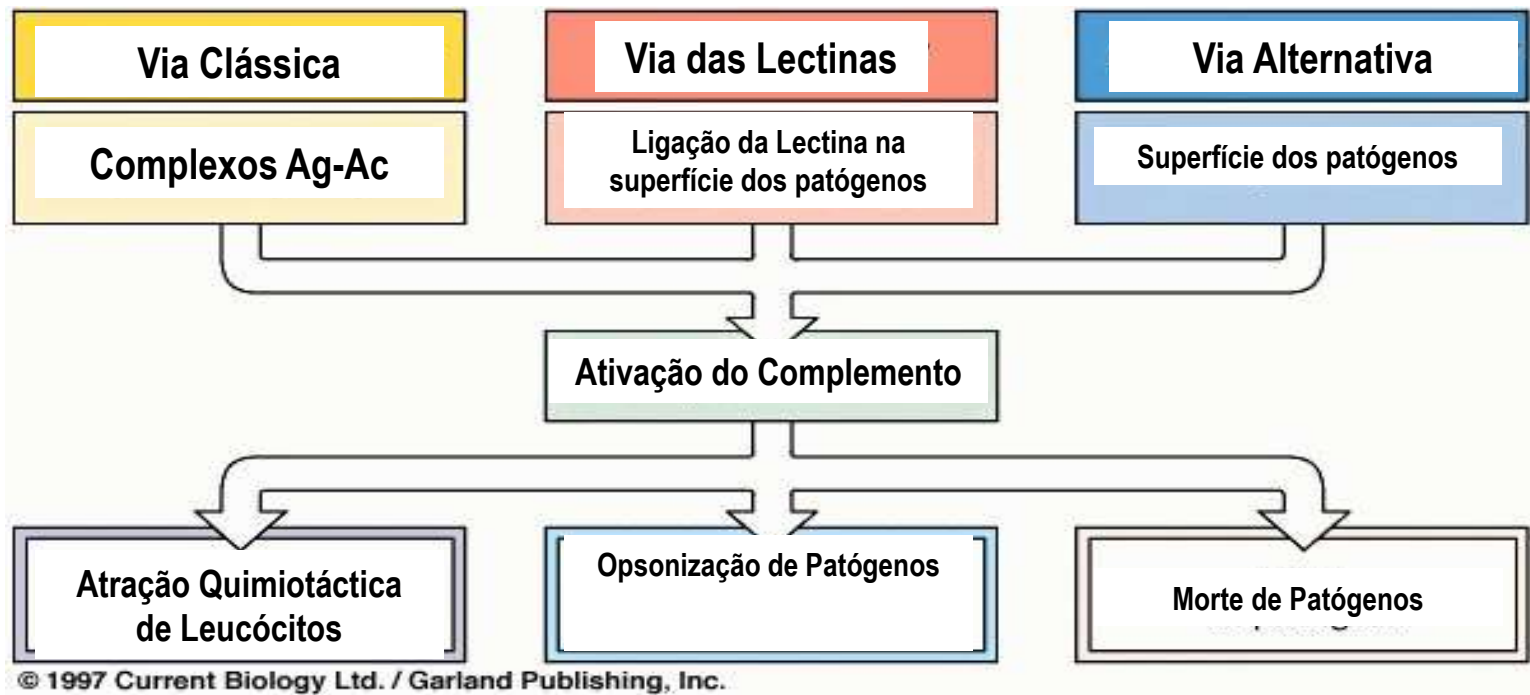 Via Clássica
Via das Lectinas
Via Alternativa
Complexos Ag-Ac
Ligação da Lectina na
superfície dos patógenos
Superfície dos patógenos
Ativação do Complemento
Atração Quimiotáctica
de Leucócitos
Opsonização de Patógenos
Morte de Patógenos
© 1997 Current Biology Ltd. / Garland Publishing, Inc.